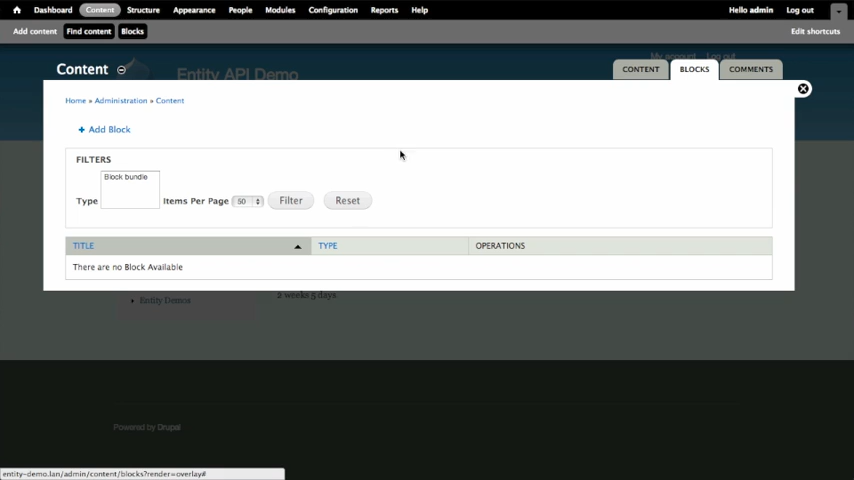 Dashboard Content Structure Appearance People Modules Configuration Reports Help Hello admin Log out
Add content Find content Blocks Edit shortcuts
My account Log out
Content Entity API Demo CONTENT BLOCKS COMMENTS
Home » Administration » Content
+ Add Block
FILTERS
Block bundle
Type Items Per Page 50 Filter Reset
TITLE TYPE OPERATIONS
There are no Block Available
Entity Demos 2 weeks 5 days
Powered by Drupal
entity-demo.lan/admin/content/blocks?render=overlay#